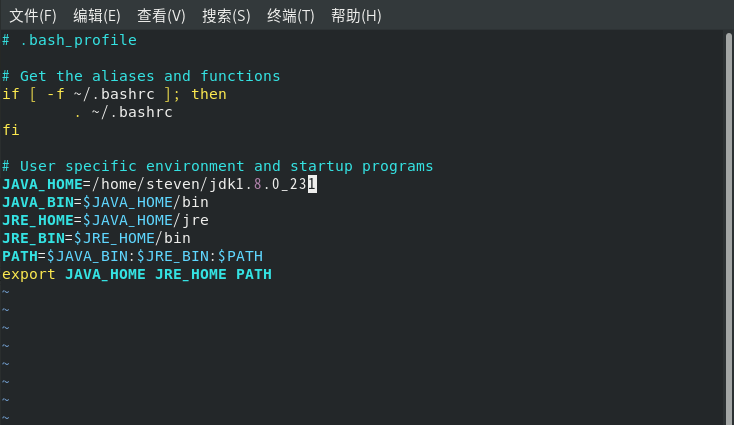 文件(F) 编辑(E) 查看(V) 搜索(S) 终端(T) 帮助(H)
# .bash_profile
# Get the aliases and functions
if [ -f ~/.bashrc ]; then
        . ~/.bashrc
fi
# User specific environment and startup programs
JAVA_HOME=/home/steven/jdk1.8.0_231
JAVA_BIN=$JAVA_HOME/bin
JRE_HOME=$JAVA_HOME/jre
JRE_BIN=$JRE_HOME/bin
PATH=$JAVA_BIN:$JRE_BIN:$PATH
export JAVA_HOME JRE_HOME PATH
~
~
~
~
~
~
~
~